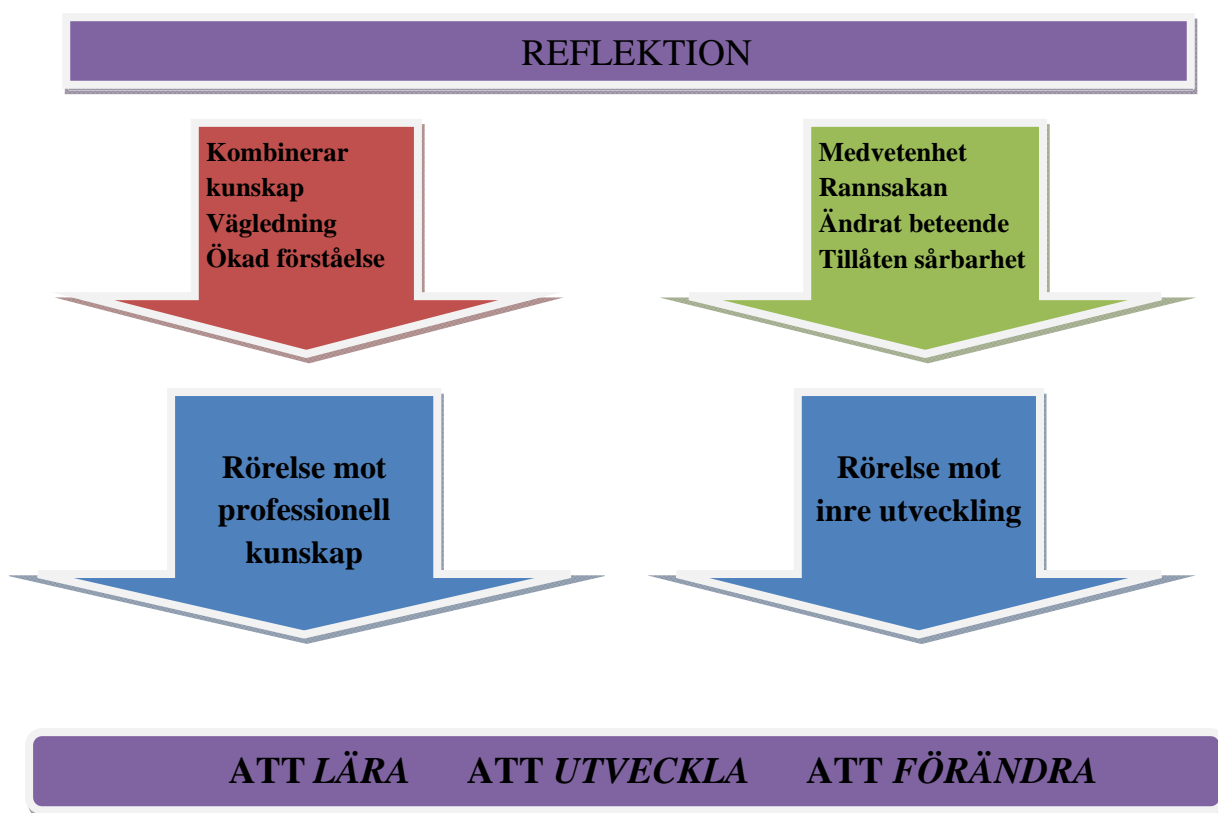 REFLEKTION
Kombinerar
kunskap
Vägledning
Ökad förståelse
Medvetenhet
Rannsakan
Ändrat beteende
Tillåten sårbarhet
Rörelse mot
professionell
kunskap
Rörelse mot
inre utveckling
ATT LÄRA ATT UTVECKLA ATT FÖRÄNDRA